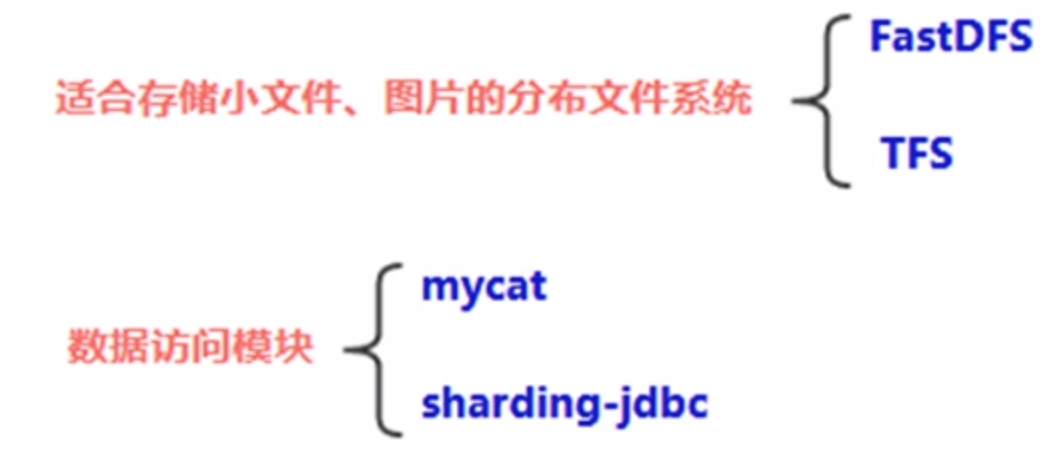 适合存储小文件、图片的分布文件系统
FastDFS
TFS
数据访问模块
mycat
sharding-jdbc